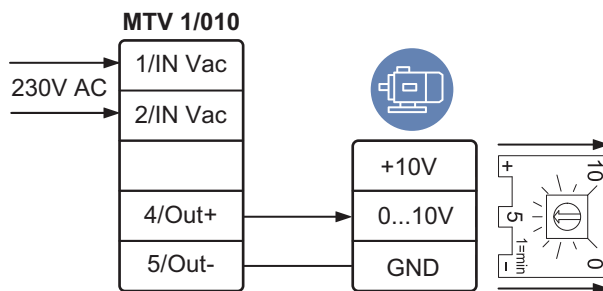 MTV 1/010
1/IN Vac
230V AC
2/IN Vac
4/Out+
5/Out-
+10V
0...10V
GND
+
10
5
1=min
-
0